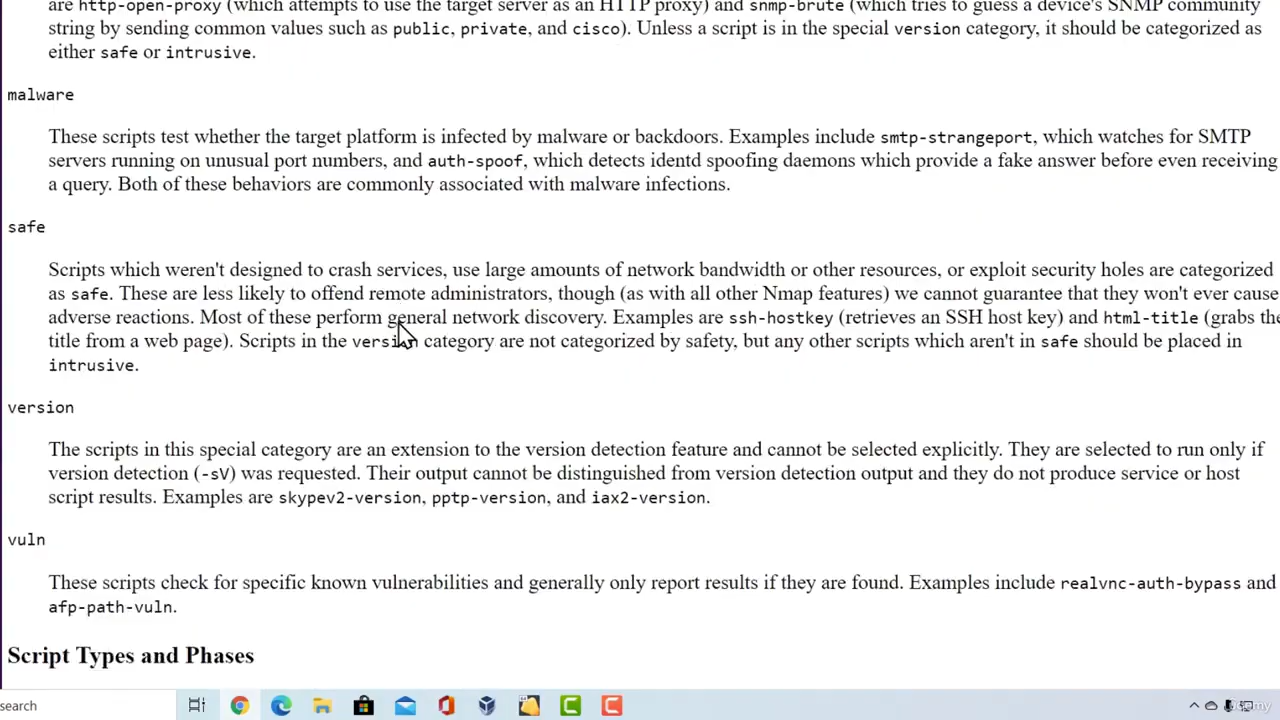 are http-open-proxy (which attempts to use the target server as an HTTP proxy) and snmp-brute (which tries to guess a device's SNMP community
string by sending common values such as public, private, and cisco). Unless a script is in the special version category, it should be categorized as
either safe or intrusive.
malware
These scripts test whether the target platform is infected by malware or backdoors. Examples include smtp-strangeport, which watches for SMTP
servers running on unusual port numbers, and auth-spoof, which detects identd spoofing daemons which provide a fake answer before even receiving
a query. Both of these behaviors are commonly associated with malware infections.
safe
Scripts which weren't designed to crash services, use large amounts of network bandwidth or other resources, or exploit security holes are categorized
as safe. These are less likely to offend remote administrators, though (as with all other Nmap features) we cannot guarantee that they won't ever cause
adverse reactions. Most of these perform general network discovery. Examples are ssh-hostkey (retrieves an SSH host key) and html-title (grabs the
title from a web page). Scripts in the version category are not categorized by safety, but any other scripts which aren't in safe should be placed in
intrusive.
version
The scripts in this special category are an extension to the version detection feature and cannot be selected explicitly. They are selected to run only if
version detection (-sV) was requested. Their output cannot be distinguished from version detection output and they do not produce service or host
script results. Examples are skypev2-version, pptp-version, and iax2-version.
vuln
These scripts check for specific known vulnerabilities and generally only report results if they are found. Examples include realvnc-auth-bypass and
afp-path-vuln.
Script Types and Phases
search